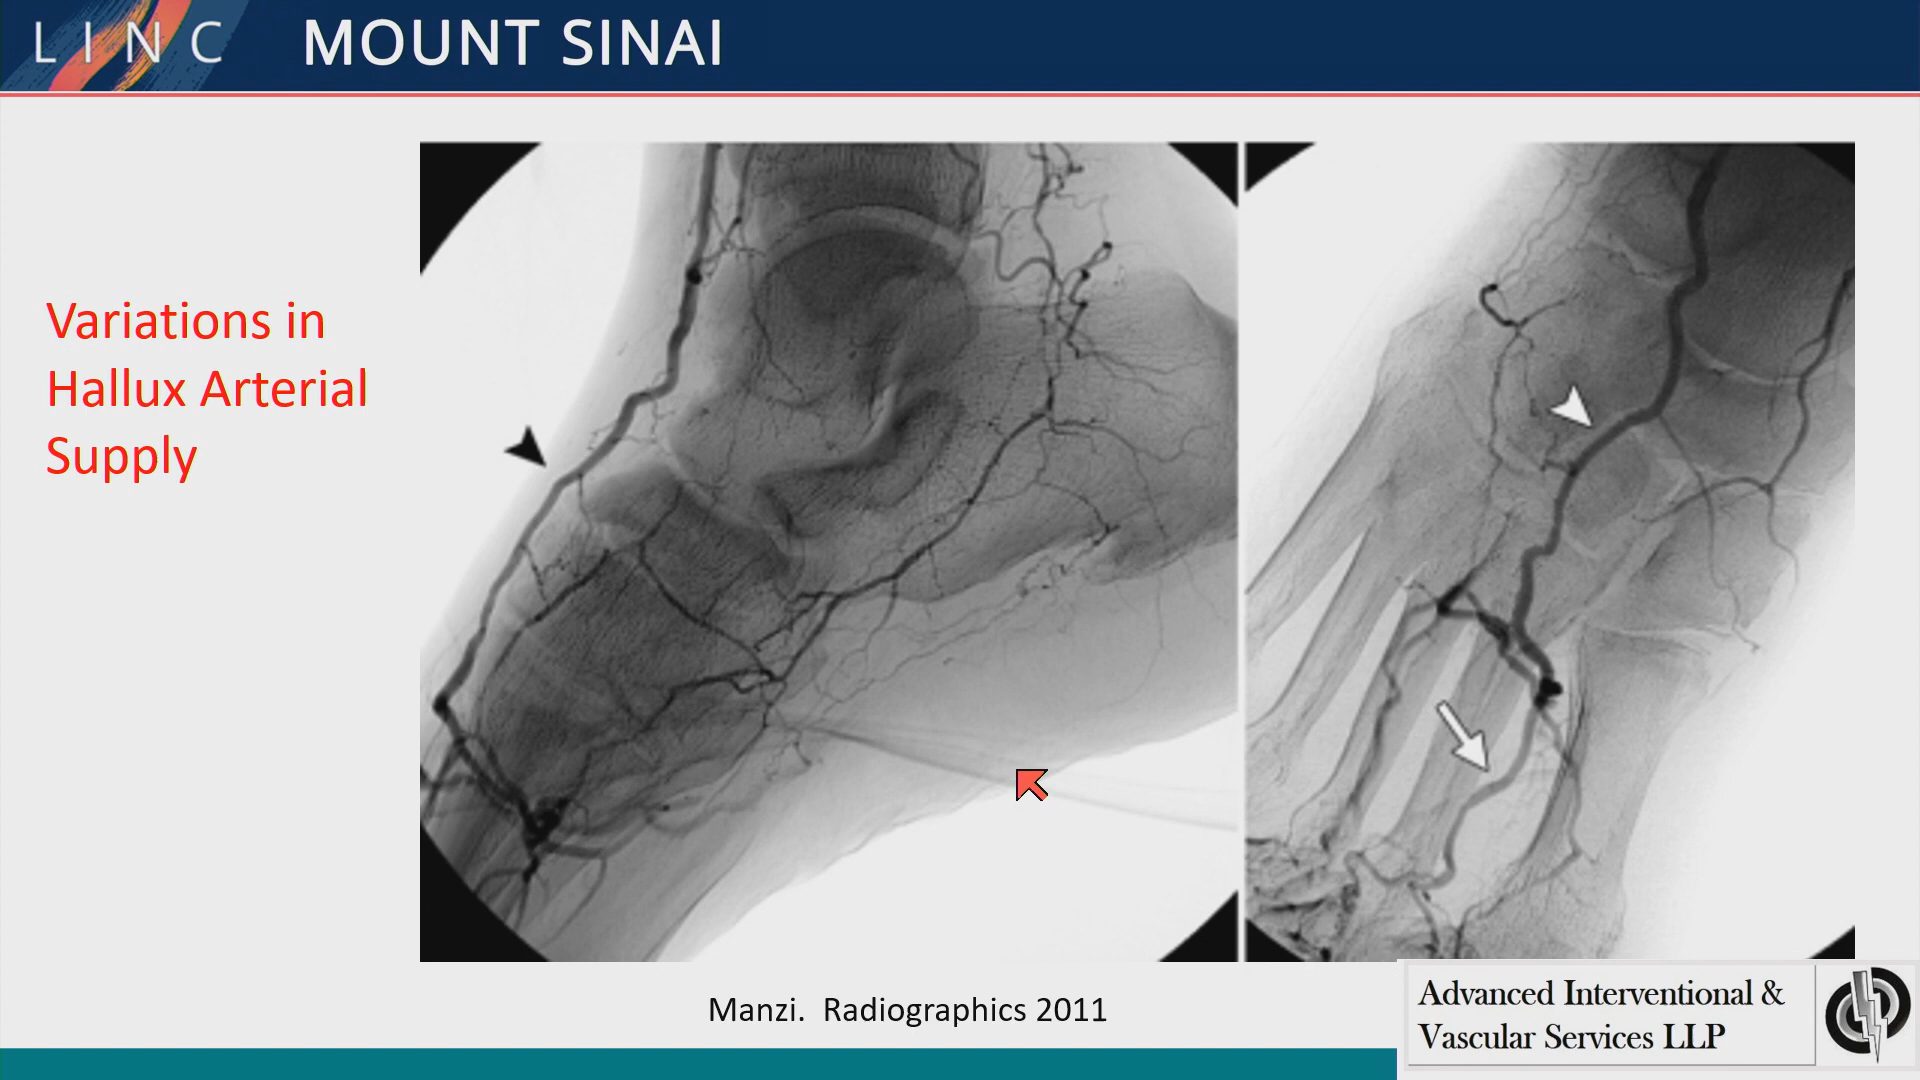 LINC MOUNT SINAI
Variations in
Hallux Arterial
Supply
Manzi. Radiographics 2011
Advanced Interventional &
Vascular Services LLP